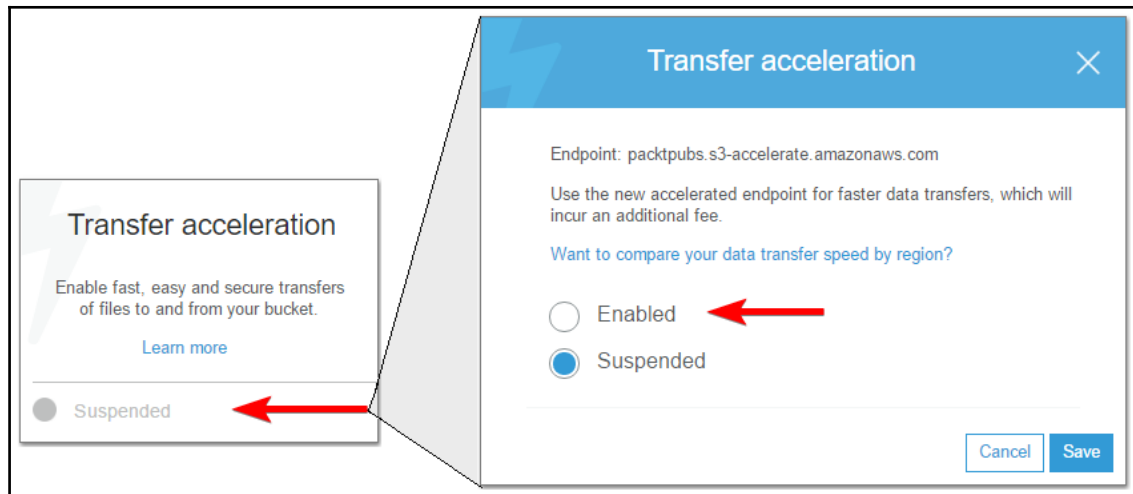 Transfer acceleration
Enable fast, easy and secure transfers
of files to and from your bucket.
Learn more
Suspended
Transfer acceleration
Endpoint: packtpubs.s3-accelerate.amazonaws.com
Use the new accelerated endpoint for faster data transfers, which will
incur an additional fee.
Want to compare your data transfer speed by region?
Enabled
Suspended
Cancel
Save